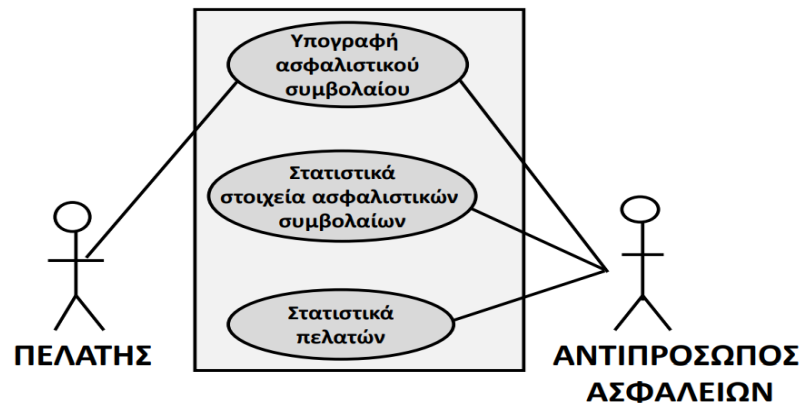 Υπογραφή
ασφαλιστικού
συμβολαίου
Στατιστικά
στοιχεία ασφαλιστικών
συμβολαίων
Στατιστικά
πελατών
ΠΕΛΑΤΗΣ
ΑΝΤΙΠΡΟΣΩΠΟΣ
ΑΣΦΑΛΕΙΩΝ